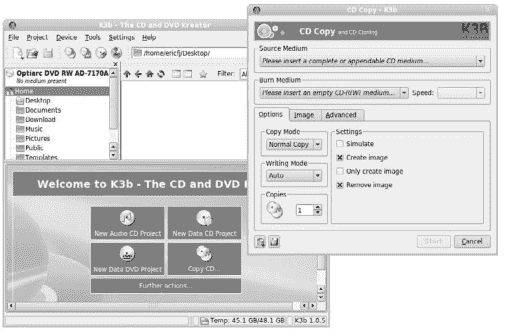 K3b - The CD and DVD Kreator
File Project Device Tools Settings Help
/home/ericfj/Desktop/
Optiarc DVD RW AD-7170A
No medium present
Filter:
Home
Desktop
Documents
Download
Music
Pictures
Public
Templates
Welcome to K3b - The CD and DVD
New Audio CD Project
New Data CD Project
New Data DVD Project
Copy CD...
Further actions...
Temp: 45.1 GB/48.1 GB
K3b 1.0.5
CD Copy - K3b
CD Copy and CD Cloning
K3B
Source Medium
Please insert a complete or appendable CD medium...
Burn Medium
Please insert an empty CD-R(W) medium...
Speed:
Options Image Advanced
Copy Mode
Normal Copy
Writing Mode
Auto
Copies
1
Settings
Simulate
Create image
Only create image
Remove image
Start
Cancel